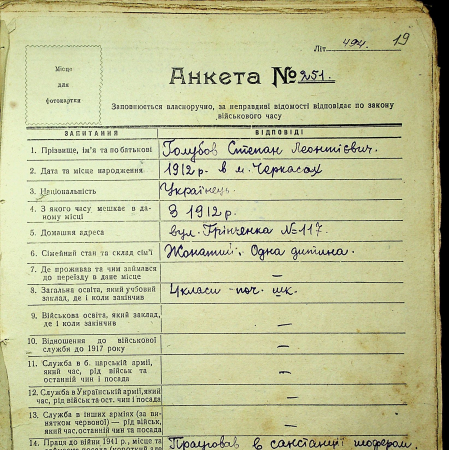 19
Літ. 494.
Місце
для
фотокартки
Анкета № 251.
Заповнюється власноручно, за неправдиві відомості відповідає по закону
військового часу
ЗАПИТАННЯ ВІДПОВІДІ
1. Прізвище, ім'я та по батькові Голубов Степан Леонтієвич.
2. Дата та місце народження 1912 р. в м. Черкасах
3. Національність Українець.
4. З якого часу мешкає в да-
ному місці З 1912 р.
5. Домашня адреса вул. Грінченка № 117.
6. Сімейний стан та склад сім'ї Жонатий. Одна дитина.
7. Де проживав та чим займався
до переїзду в дане місце —
8. Загальна освіта, який учбовий
заклад, де і коли закінчив 4 класи поч. шк.
9. Військова освіта, який заклад,
де і коли закінчив —
10. Відношення до військової
служби до 1917 року —
11. Служба в б. царській армії,
який час, рід військ та
останній чин і посада —
12. Служба в Українській армії, який
час, рід військ та ост. чин і посада —
13. Служба в інших арміях (за ви-
нятком червоної) — рід військ,
який час, останній чин та посада —
14. Праця до війни 1941 р., місце та Працював в санстанції шофером.